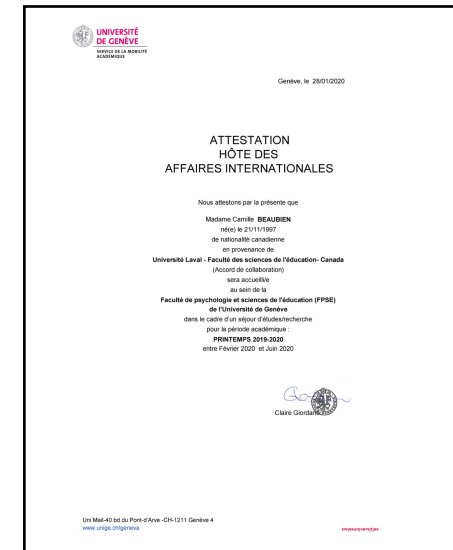 UNIVERSITÉ
DE GENÈVE
SERVICE DE LA MOBILITÉ
ACADÉMIQUE
Genève, le 28/01/2020
ATTESTATION
HÔTE DES
AFFAIRES INTERNATIONALES
Nous attestons par la présente que
Madame Camille BEAUBIEN
né(e) le 21/11/1997
de nationalité canadienne
en provenance de
Université Laval - Faculté des sciences de l'éducation- Canada
(Accord de collaboration)
sera accueilli/e
au sein de la
Faculté de psychologie et sciences de l'éducation (FPSE)
de l'Université de Genève
dans le cadre d'un séjour d'études/recherche
pour la période académique :
PRINTEMPS 2019-2020
entre Février 2020 et Juin 2020
Claire Giordano
Uni Mail-40 bd du Pont-d'Arve -CH-1211 Genève 4
www.unige.ch/geneva
swissuniversities